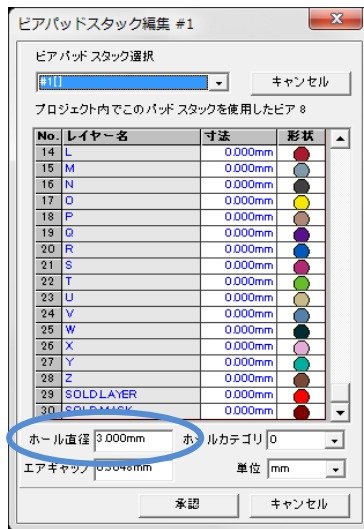 ビアパッドスタック編集 #1
ビアパッド スタック選択
#1[]
キャンセル
プロジェクト内でこのパッド スタックを使用したビア 8
No. レイヤー名 寸法 形状
14 L 0.000mm
15 M 0.000mm
16 N 0.000mm
17 O 0.000mm
18 P 0.000mm
19 Q 0.000mm
20 R 0.000mm
21 S 0.000mm
22 T 0.000mm
23 U 0.000mm
24 V 0.000mm
25 W 0.000mm
26 X 0.000mm
27 Y 0.000mm
28 Z 0.000mm
29 SOLDLAYER 0.000mm
30 SOLDMASK 0.000mm
ホール直径 3.000mm ホールカテゴリ 0
エアギャップ 0.3048mm 単位 mm
承認 キャンセル